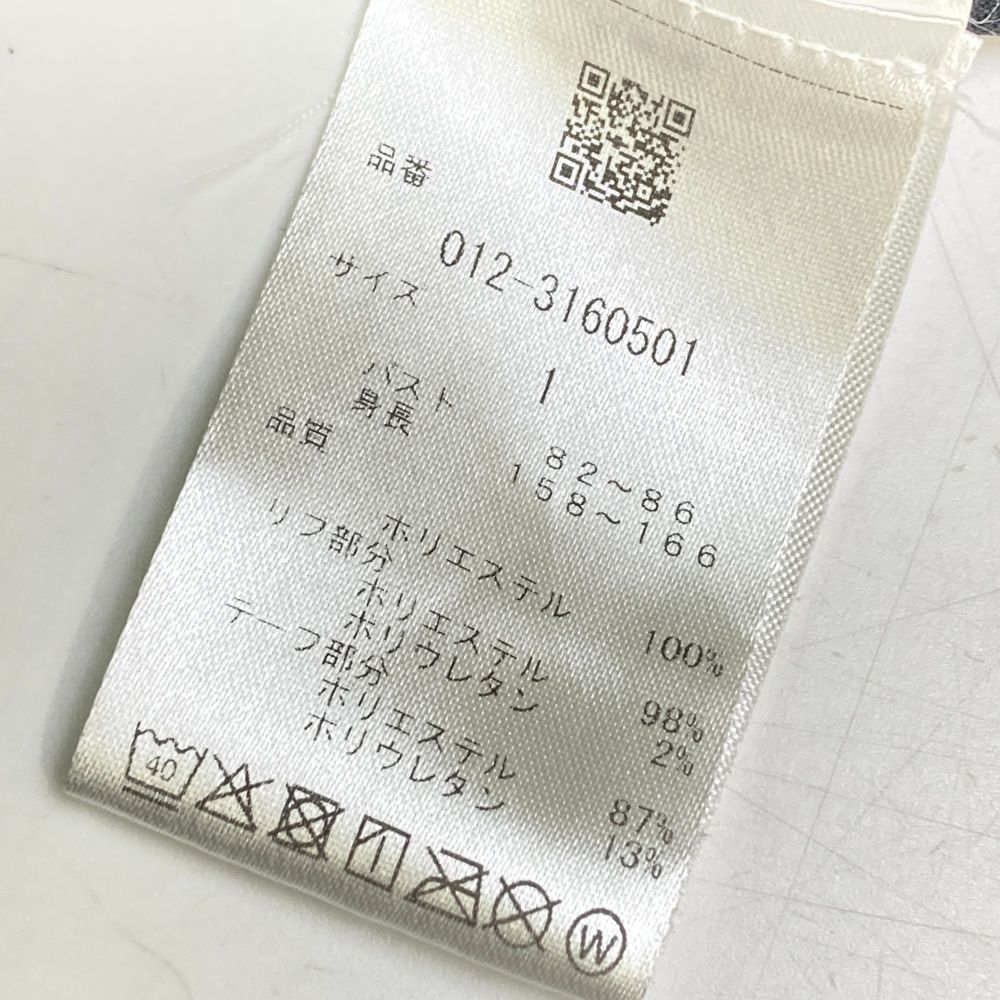 品番
012-3160501
サイズ
1
バスト 82～86
身長 158～166
品質
ポリエステル 100%
リブ部分
ポリエステル 98%
ポリウレタン 2%
テープ部分
ポリエステル 87%
ポリウレタン 13%
40
W